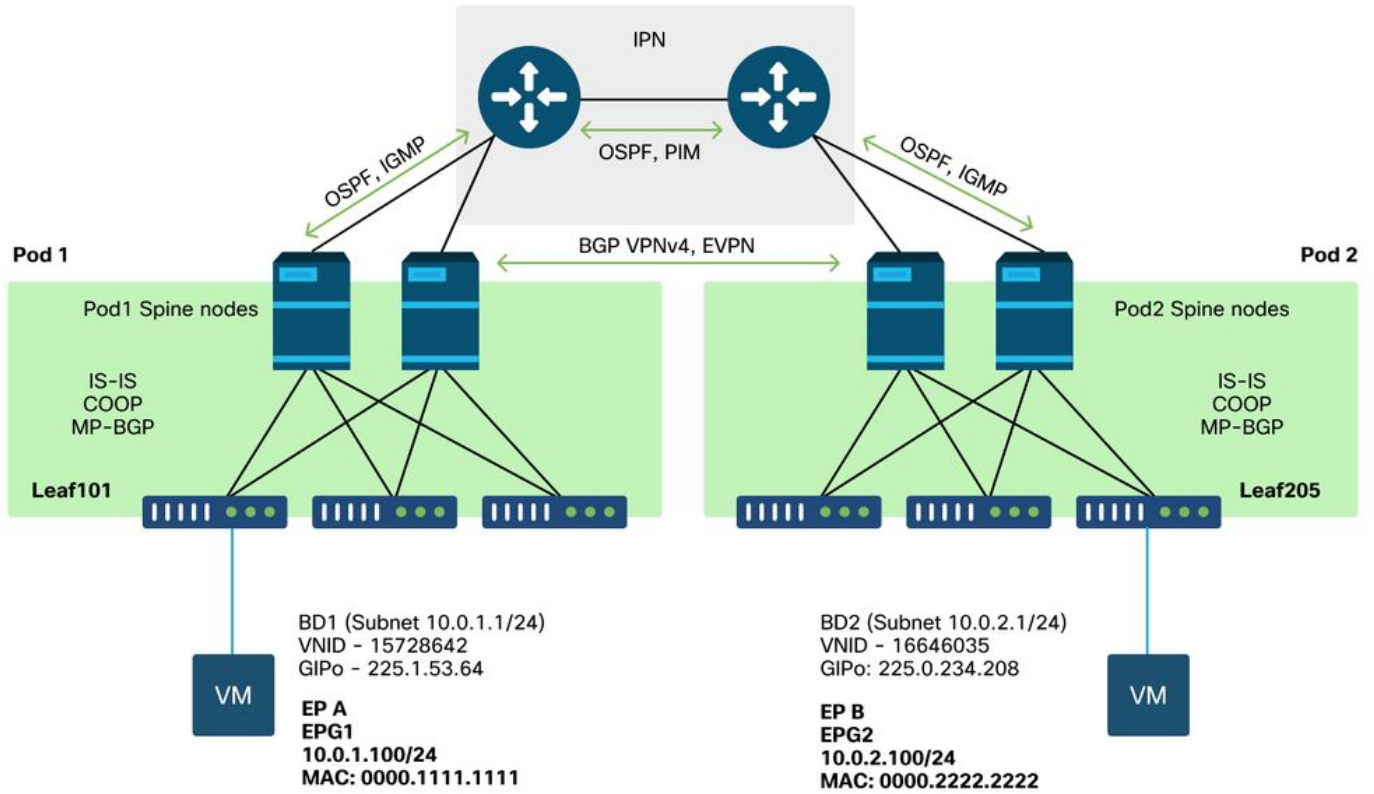 IPN
OSPF, IGMP
OSPF, PIM
OSPF, IGMP
Pod 1
BGP VPNv4, EVPN
Pod 2
Pod1 Spine nodes
Pod2 Spine nodes
IS-IS
COOP
MP-BGP
IS-IS
COOP
MP-BGP
Leaf101
Leaf205
VM
BD1 (Subnet 10.0.1.1/24)
VNID - 15728642
GIPo - 225.1.53.64
EP A
EPG1
10.0.1.100/24
MAC: 0000.1111.1111
BD2 (Subnet 10.0.2.1/24)
VNID - 16646035
GIPo: 225.0.234.208
EP B
EPG2
10.0.2.100/24
MAC: 0000.2222.2222
VM